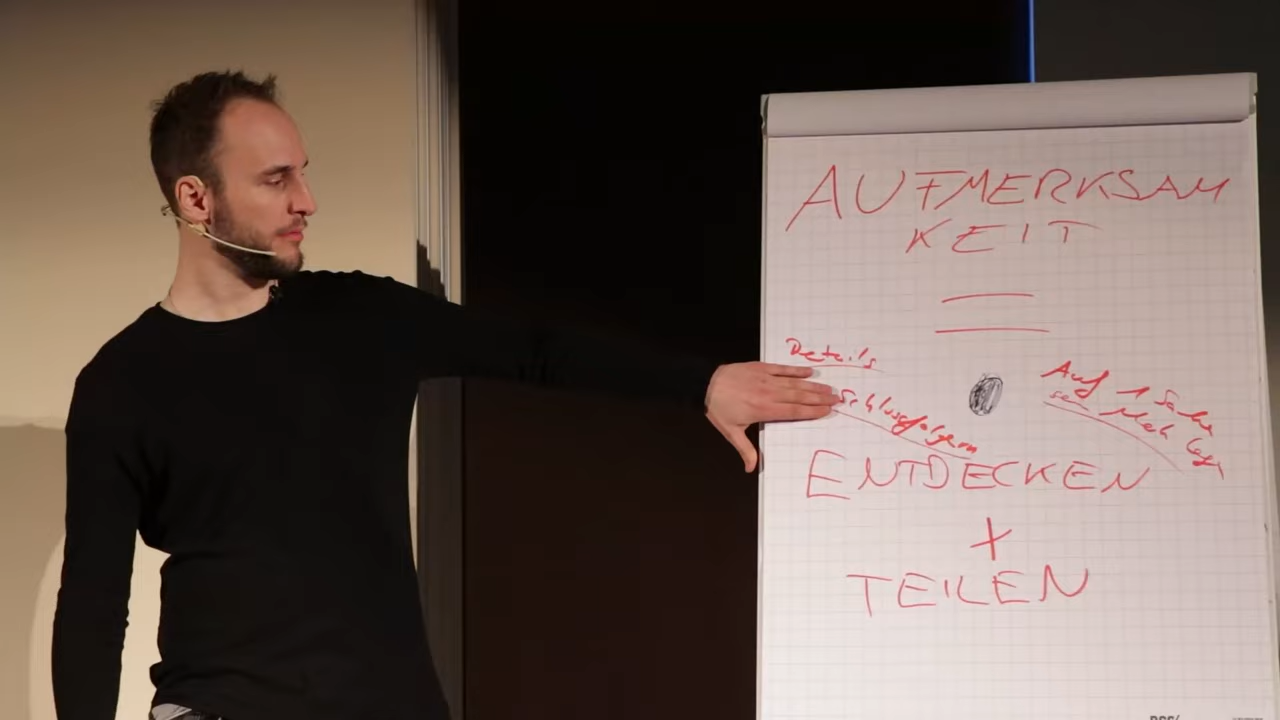 AUFMERKSAM
KEIT
=
Details
Schlussfolgern
Auf 1 Sache
ENTDECKEN
+
TEILEN